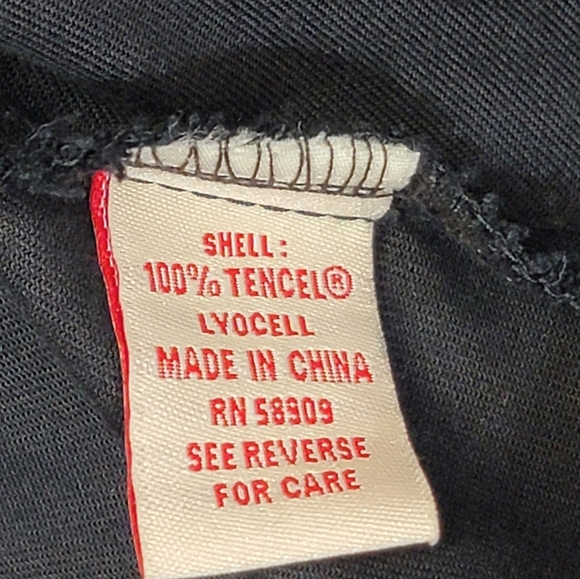 SHELL:
100% TENCEL®
LYOCELL
MADE IN CHINA
RN 58909
SEE REVERSE
FOR CARE